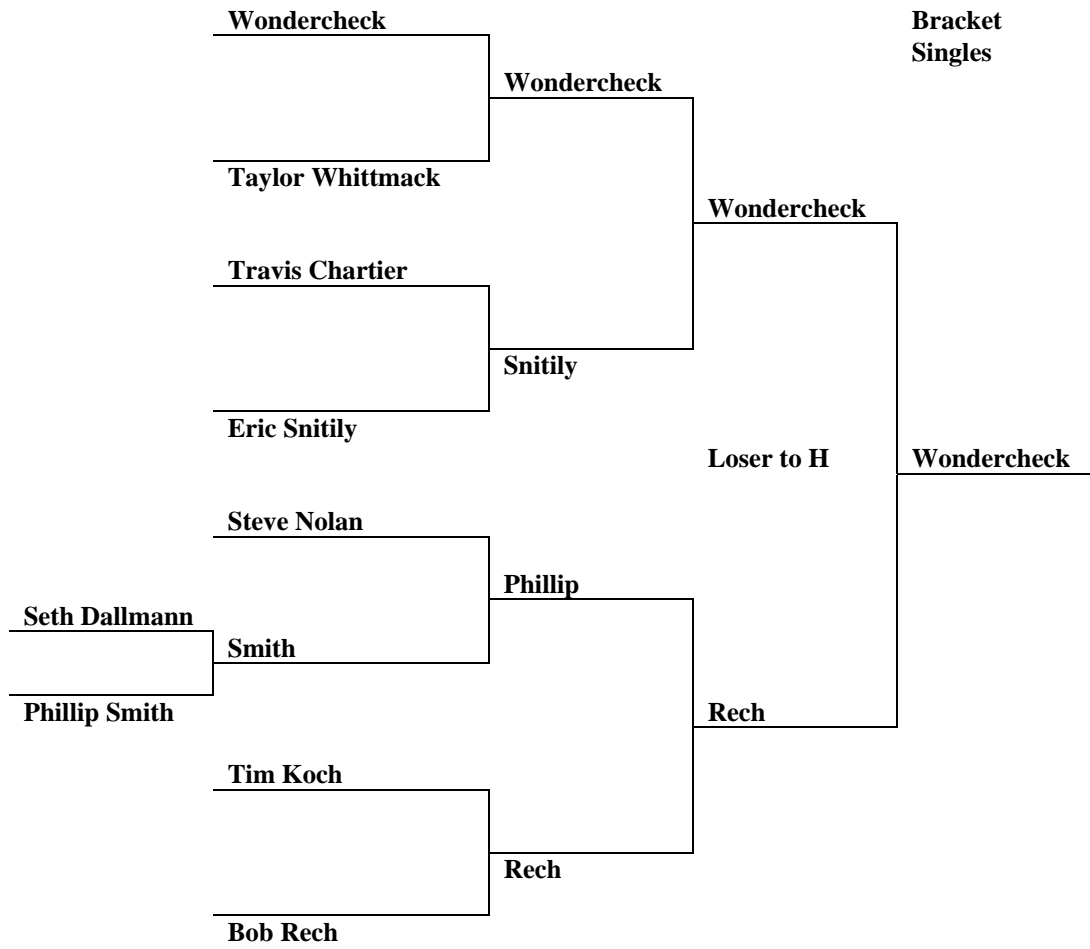 Wondercheck
Bracket
Singles
Wondercheck
Taylor Whittmack
Wondercheck
Travis Chartier
Snitily
Eric Snitily
Loser to H
Wondercheck
Steve Nolan
Phillip
Seth Dallmann
Smith
Phillip Smith
Rech
Tim Koch
Rech
Bob Rech